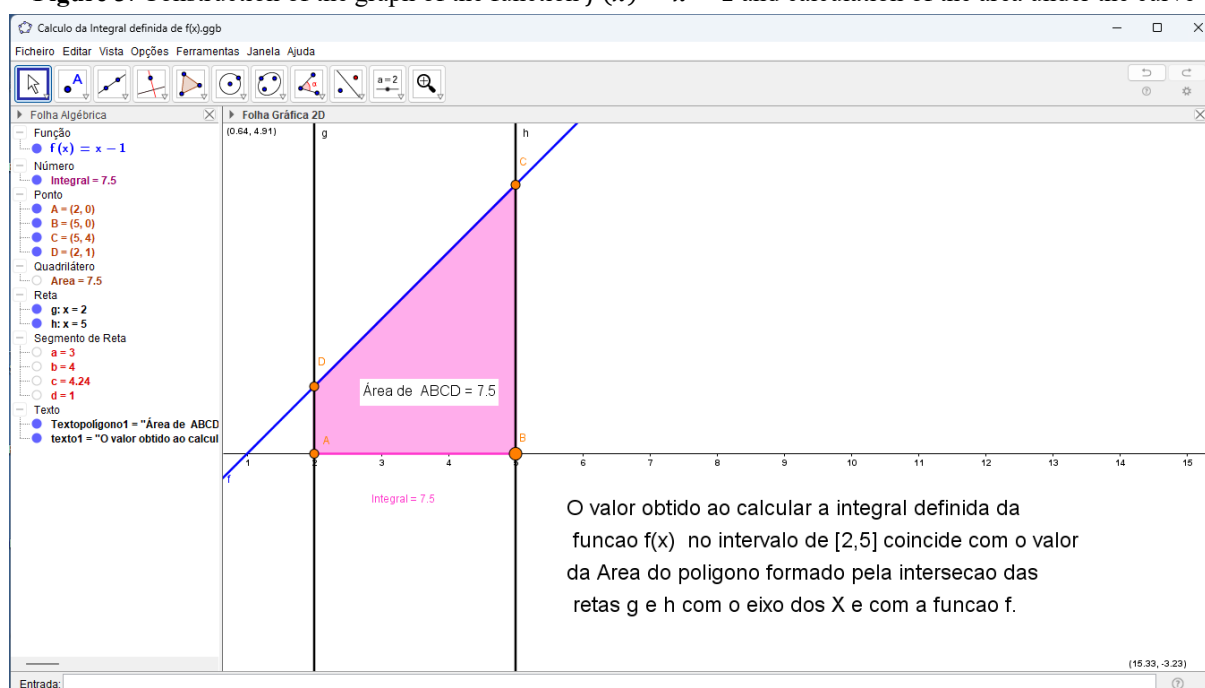 Figure 3: Construction of the graph of the function f (x) = x − 2 and calculation of the area under the curve
Calculo da Integral definida de f(x).ggb
Ficheiro Editar Vista Opções Ferramentas Janela Ajuda
A
α
a = 2
Folha Algébrica
Folha Gráfica 2D
Função
f(x) = x − 1
Número
Integral = 7.5
Ponto
A = (2, 0)
B = (5, 0)
C = (5, 4)
D = (2, 1)
Quadrilátero
Area = 7.5
Reta
g: x = 2
h: x = 5
Segmento de Reta
a = 3
b = 4
c = 4.24
d = 1
Texto
Textopolígono1 = "Área de ABCD
texto1 = "O valor obtido ao calcul
(0.64, 4.91)
g
h
C
D
Área de ABCD = 7.5
A
B
1 2 3 4 5 6 7 8 9 10 11 12 13 14 15
f
Integral = 7.5
O valor obtido ao calcular a integral definida da
funcao f(x) no intervalo de [2,5] coincide com o valor
da Area do poligono formado pela intersecao das
retas g e h com o eixo dos X e com a funcao f.
(15.33, -3.23)
Entrada: